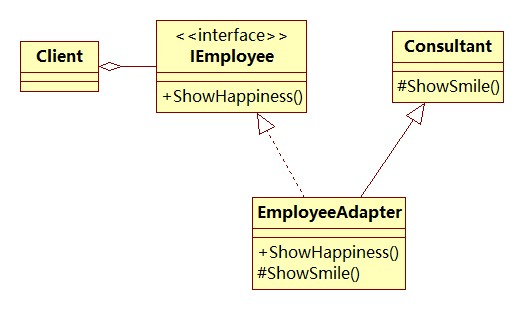 Client
<<interface>>
IEmployee
+ShowHappiness()
Consultant
#ShowSmile()
EmployeeAdapter
+ShowHappiness()
#ShowSmile()